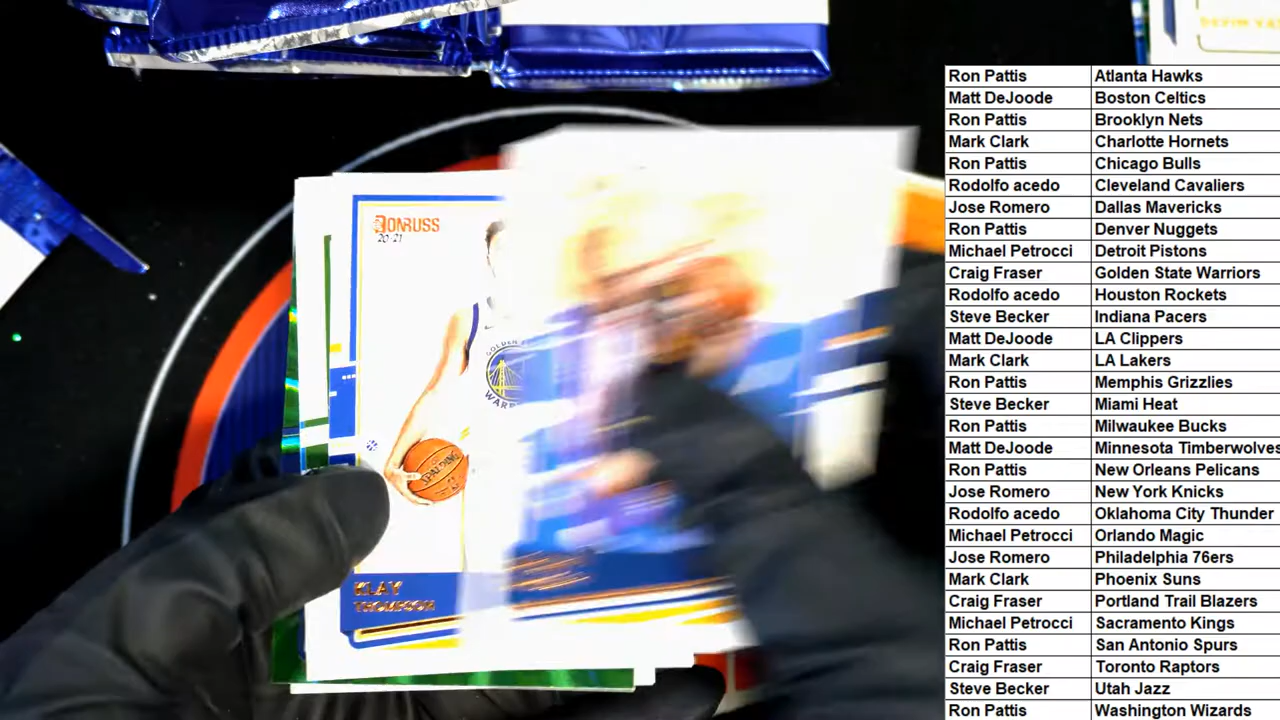 DONRUSS
20-21
GOLDEN
WARR
SPALDING
KLAY
THOMPSON
Ron Pattis Atlanta Hawks
Matt DeJoode Boston Celtics
Ron Pattis Brooklyn Nets
Mark Clark Charlotte Hornets
Ron Pattis Chicago Bulls
Rodolfo acedo Cleveland Cavaliers
Jose Romero Dallas Mavericks
Ron Pattis Denver Nuggets
Michael Petrocci Detroit Pistons
Craig Fraser Golden State Warriors
Rodolfo acedo Houston Rockets
Steve Becker Indiana Pacers
Matt DeJoode LA Clippers
Mark Clark LA Lakers
Ron Pattis Memphis Grizzlies
Steve Becker Miami Heat
Ron Pattis Milwaukee Bucks
Matt DeJoode Minnesota Timberwolves
Ron Pattis New Orleans Pelicans
Jose Romero New York Knicks
Rodolfo acedo Oklahoma City Thunder
Michael Petrocci Orlando Magic
Jose Romero Philadelphia 76ers
Mark Clark Phoenix Suns
Craig Fraser Portland Trail Blazers
Michael Petrocci Sacramento Kings
Ron Pattis San Antonio Spurs
Craig Fraser Toronto Raptors
Steve Becker Utah Jazz
Ron Pattis Washington Wizards